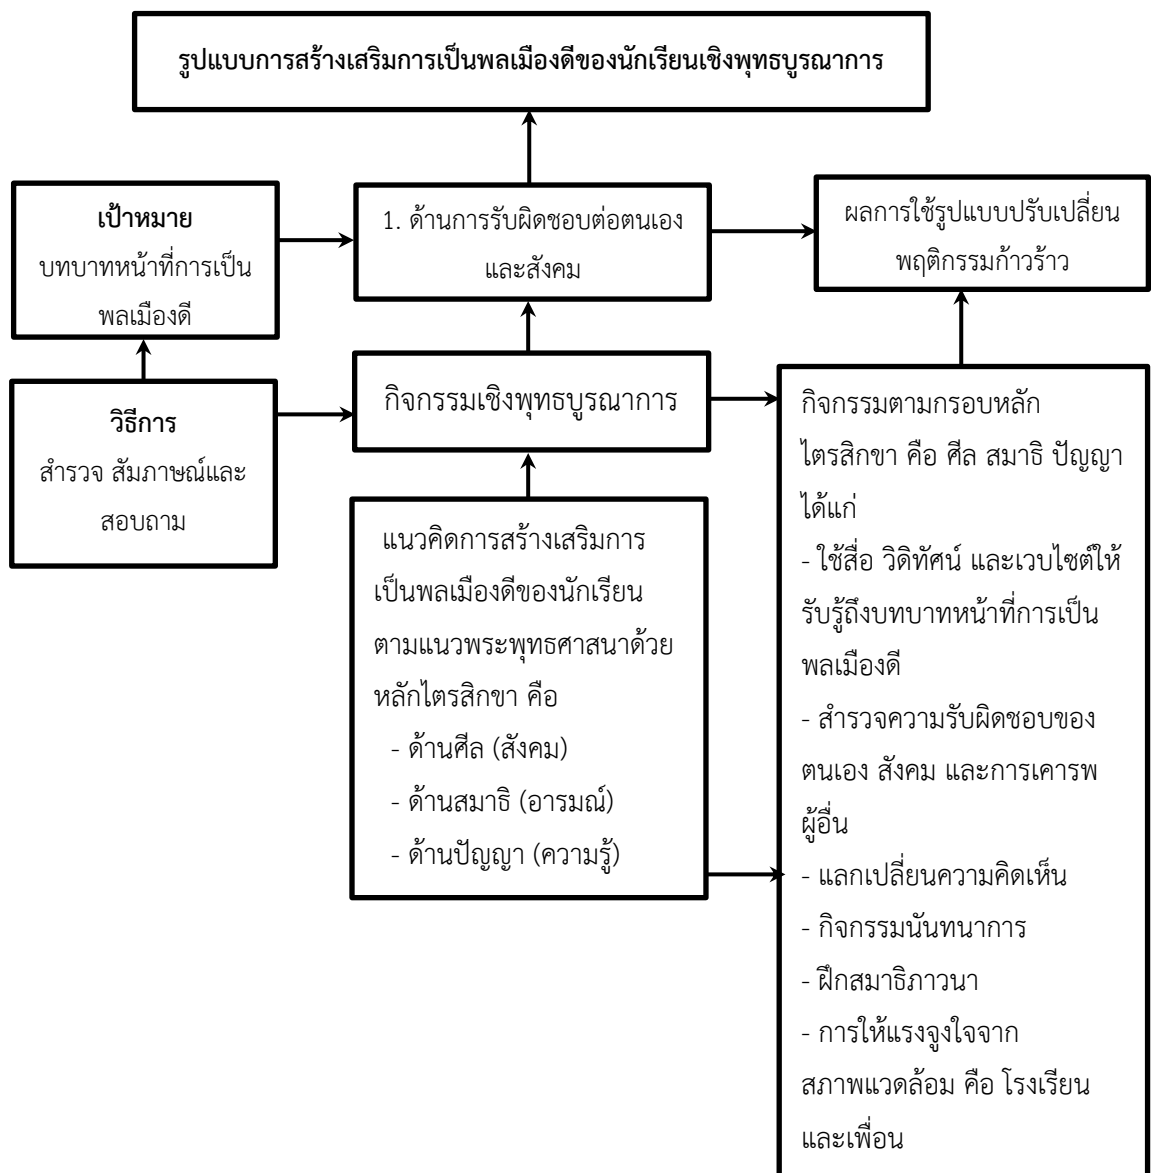 รูปแบบการสร้างเสริมการเป็นพลเมืองดีของนักเรียนเชิงพุทธบูรณาการ
เป้าหมาย
บทบาทหน้าที่การเป็น
พลเมืองดี
1. ด้านการรับผิดชอบต่อตนเอง
และสังคม
ผลการใช้รูปแบบปรับเปลี่ยน
พฤติกรรมก้าวร้าว
วิธีการ
สำรวจ สัมภาษณ์และ
สอบถาม
กิจกรรมเชิงพุทธบูรณาการ
แนวคิดการสร้างเสริมการ
เป็นพลเมืองดีของนักเรียน
ตามแนวพระพุทธศาสนาด้วย
หลักไตรสิกขา คือ
- ด้านศีล (สังคม)
- ด้านสมาธิ (อารมณ์)
- ด้านปัญญา (ความรู้)
กิจกรรมตามกรอบหลัก
ไตรสิกขา คือ ศีล สมาธิ ปัญญา
ได้แก่
- ใช้สื่อ วิดิทัศน์ และเวบไซต์ให้
รับรู้ถึงบทบาทหน้าที่การเป็น
พลเมืองดี
- สำรวจความรับผิดชอบของ
ตนเอง สังคม และการเคารพ
ผู้อื่น
- แลกเปลี่ยนความคิดเห็น
- กิจกรรมนันทนาการ
- ฝึกสมาธิภาวนา
- การให้แรงจูงใจจาก
สภาพแวดล้อม คือ โรงเรียน
และเพื่อน